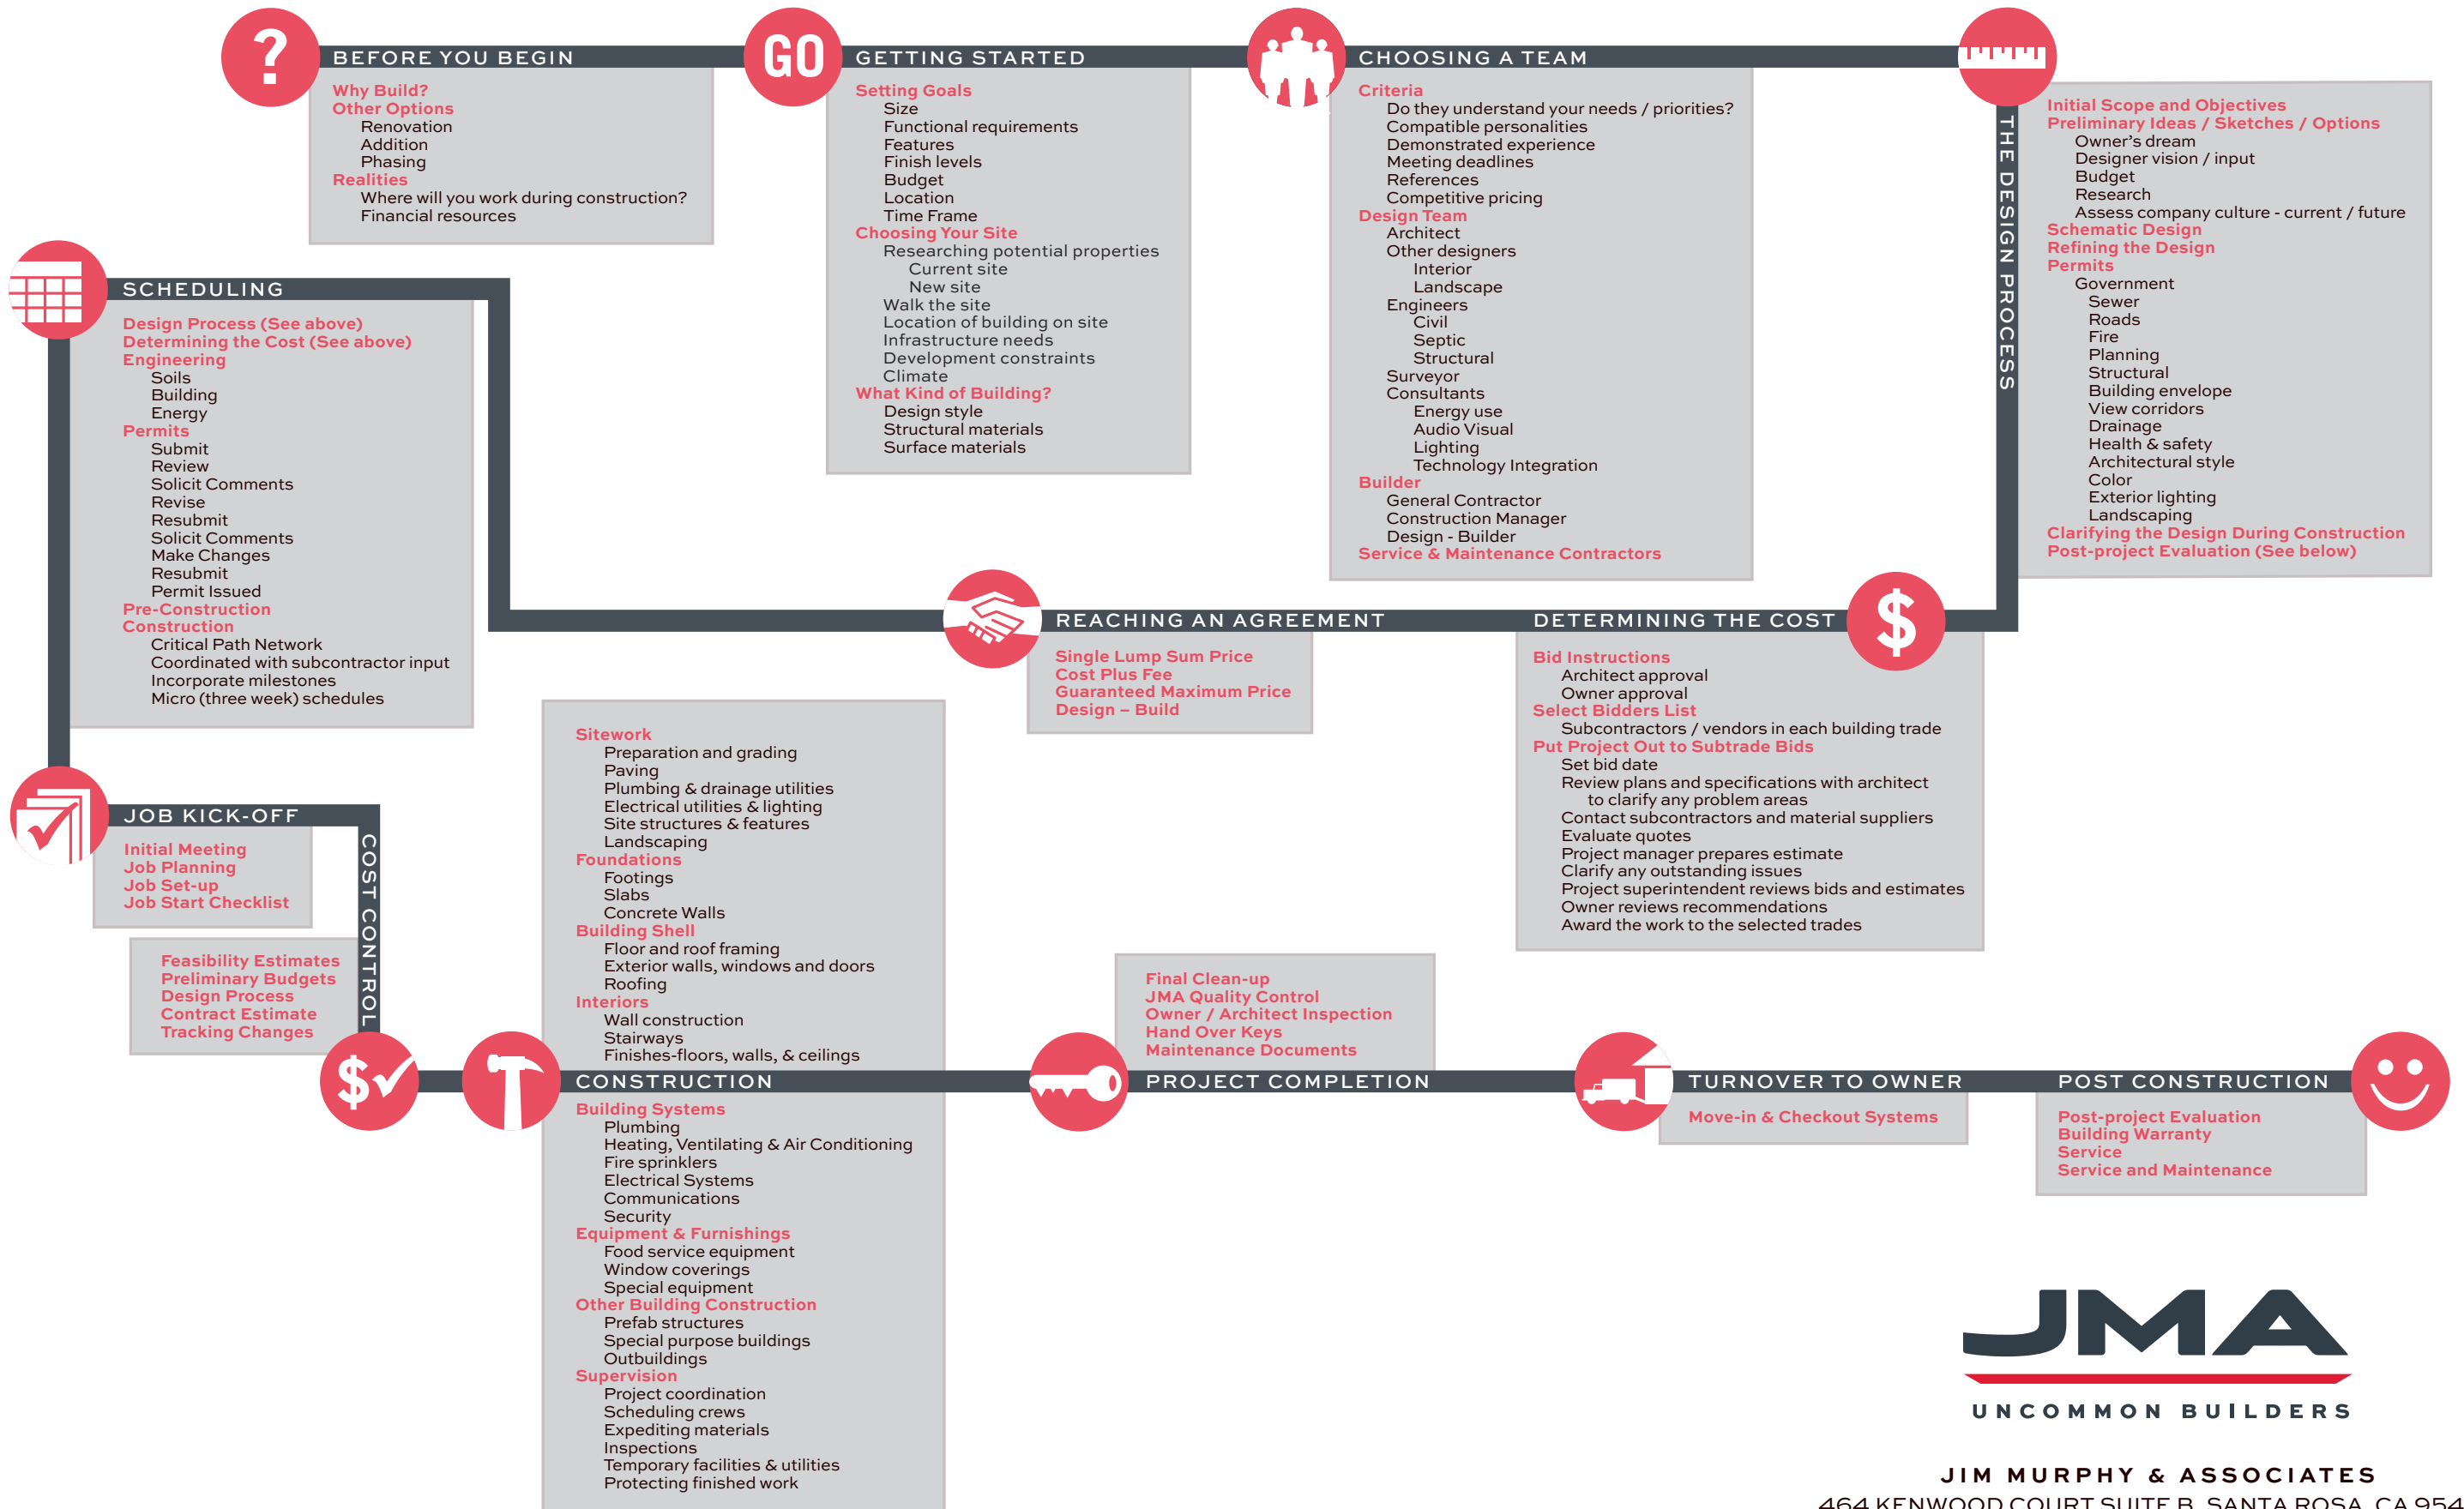 ?
BEFORE YOU BEGIN
Why Build?
Other Options
Renovation
Addition
Phasing
Realities
Where will you work during construction?
Financial resources
GO
GETTING STARTED
Setting Goals
Size
Functional requirements
Features
Finish levels
Budget
Location
Time Frame
Choosing Your Site
Researching potential properties
Current site
New site
Walk the site
Location of building on site
Infrastructure needs
Development constraints
Climate
What Kind of Building?
Design style
Structural materials
Surface materials
CHOOSING A TEAM
Criteria
Do they understand your needs / priorities?
Compatible personalities
Demonstrated experience
Meeting deadlines
References
Competitive pricing
Design Team
Architect
Other designers
Interior
Landscape
Engineers
Civil
Septic
Structural
Surveyor
Consultants
Energy use
Audio Visual
Lighting
Technology Integration
Builder
General Contractor
Construction Manager
Design - Builder
Service & Maintenance Contractors
THE DESIGN PROCESS
Initial Scope and Objectives
Preliminary Ideas / Sketches / Options
Owner's dream
Designer vision / input
Budget
Research
Assess company culture - current / future
Schematic Design
Refining the Design
Permits
Government
Sewer
Roads
Fire
Planning
Structural
Building envelope
View corridors
Drainage
Health & safety
Architectural style
Color
Exterior lighting
Landscaping
Clarifying the Design During Construction
Post-project Evaluation (See below)
DETERMINING THE COST
$
Bid Instructions
Architect approval
Owner approval
Select Bidders List
Subcontractors / vendors in each building trade
Put Project Out to Subtrade Bids
Set bid date
Review plans and specifications with architect
to clarify any problem areas
Contact subcontractors and material suppliers
Evaluate quotes
Project manager prepares estimate
Clarify any outstanding issues
Project superintendent reviews bids and estimates
Owner reviews recommendations
Award the work to the selected trades
REACHING AN AGREEMENT
Single Lump Sum Price
Cost Plus Fee
Guaranteed Maximum Price
Design – Build
SCHEDULING
Design Process (See above)
Determining the Cost (See above)
Engineering
Soils
Building
Energy
Permits
Submit
Review
Solicit Comments
Revise
Resubmit
Solicit Comments
Make Changes
Resubmit
Permit Issued
Pre-Construction
Construction
Critical Path Network
Coordinated with subcontractor input
Incorporate milestones
Micro (three week) schedules
JOB KICK-OFF
Initial Meeting
Job Planning
Job Set-up
Job Start Checklist
COST CONTROL
Feasibility Estimates
Preliminary Budgets
Design Process
Contract Estimate
Tracking Changes
$
Sitework
Preparation and grading
Paving
Plumbing & drainage utilities
Electrical utilities & lighting
Site structures & features
Landscaping
Foundations
Footings
Slabs
Concrete Walls
Building Shell
Floor and roof framing
Exterior walls, windows and doors
Roofing
Interiors
Wall construction
Stairways
Finishes-floors, walls, & ceilings
CONSTRUCTION
Building Systems
Plumbing
Heating, Ventilating & Air Conditioning
Fire sprinklers
Electrical Systems
Communications
Security
Equipment & Furnishings
Food service equipment
Window coverings
Special equipment
Other Building Construction
Prefab structures
Special purpose buildings
Outbuildings
Supervision
Project coordination
Scheduling crews
Expediting materials
Inspections
Temporary facilities & utilities
Protecting finished work
Final Clean-up
JMA Quality Control
Owner / Architect Inspection
Hand Over Keys
Maintenance Documents
PROJECT COMPLETION
TURNOVER TO OWNER
Move-in & Checkout Systems
POST CONSTRUCTION
Post-project Evaluation
Building Warranty
Service
Service and Maintenance
JMA
UNCOMMON BUILDERS
JIM MURPHY & ASSOCIATES
464 KENWOOD COURT SUITE B, SANTA ROSA, CA 954